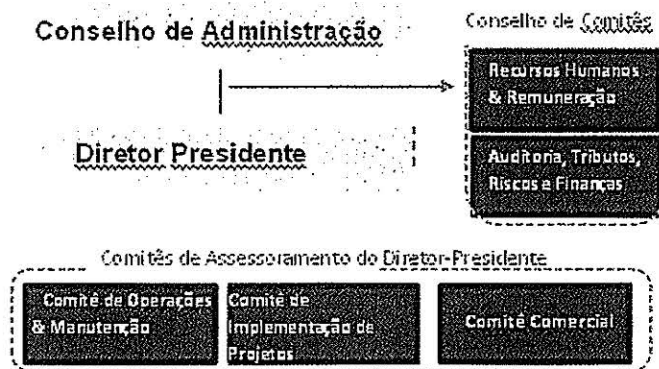 Conselho de Administração
Conselho de Comitês
Recursos Humanos
& Remuneração
Diretor Presidente
Auditoria, Tributos,
Riscos e Finanças
Comitês de Assessoramento do Diretor-Presidente
Comitê de Operações
& Manutenção
Comitê de
Implementação de
Projetos
Comitê Comercial